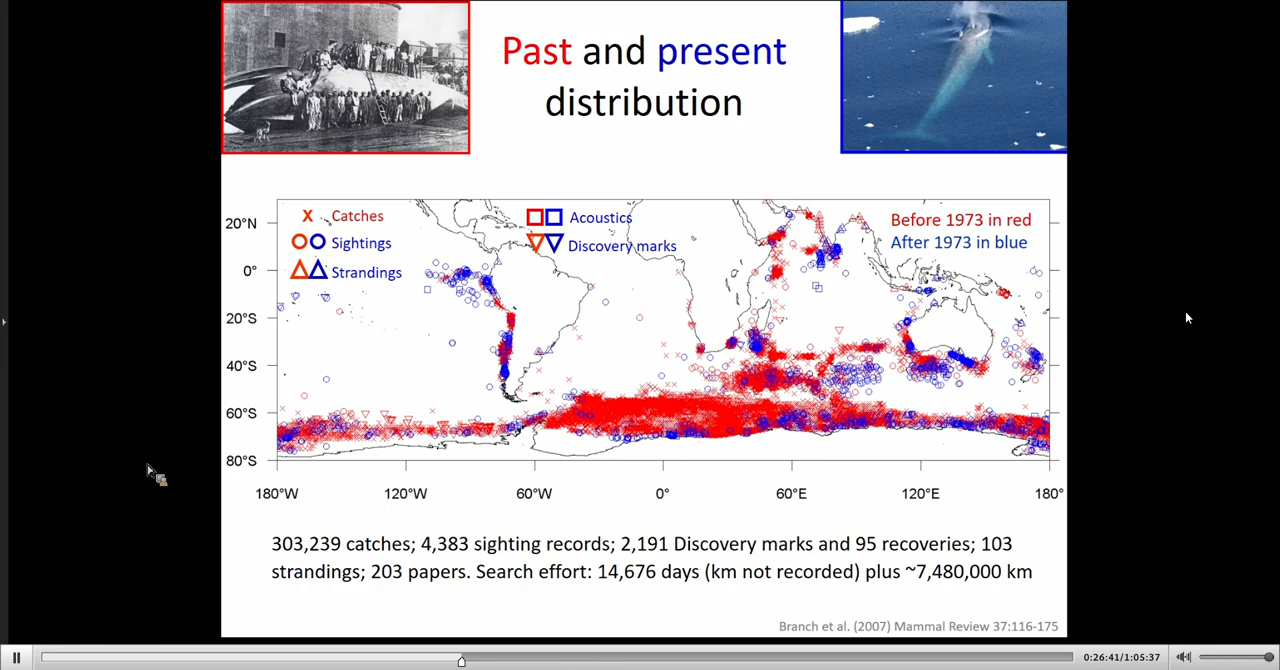 Past and present
distribution
x Catches
Sightings
Strandings
Acoustics
Discovery marks
Before 1973 in red
After 1973 in blue
20°N
0°
20°S
40°S
60°S
80°S
180°W 120°W 60°W 0° 60°E 120°E 180°
303,239 catches; 4,383 sighting records; 2,191 Discovery marks and 95 recoveries; 103
strandings; 203 papers. Search effort: 14,676 days (km not recorded) plus ~7,480,000 km
Branch et al. (2007) Mammal Review 37:116-175
0:26:41/1:05:37